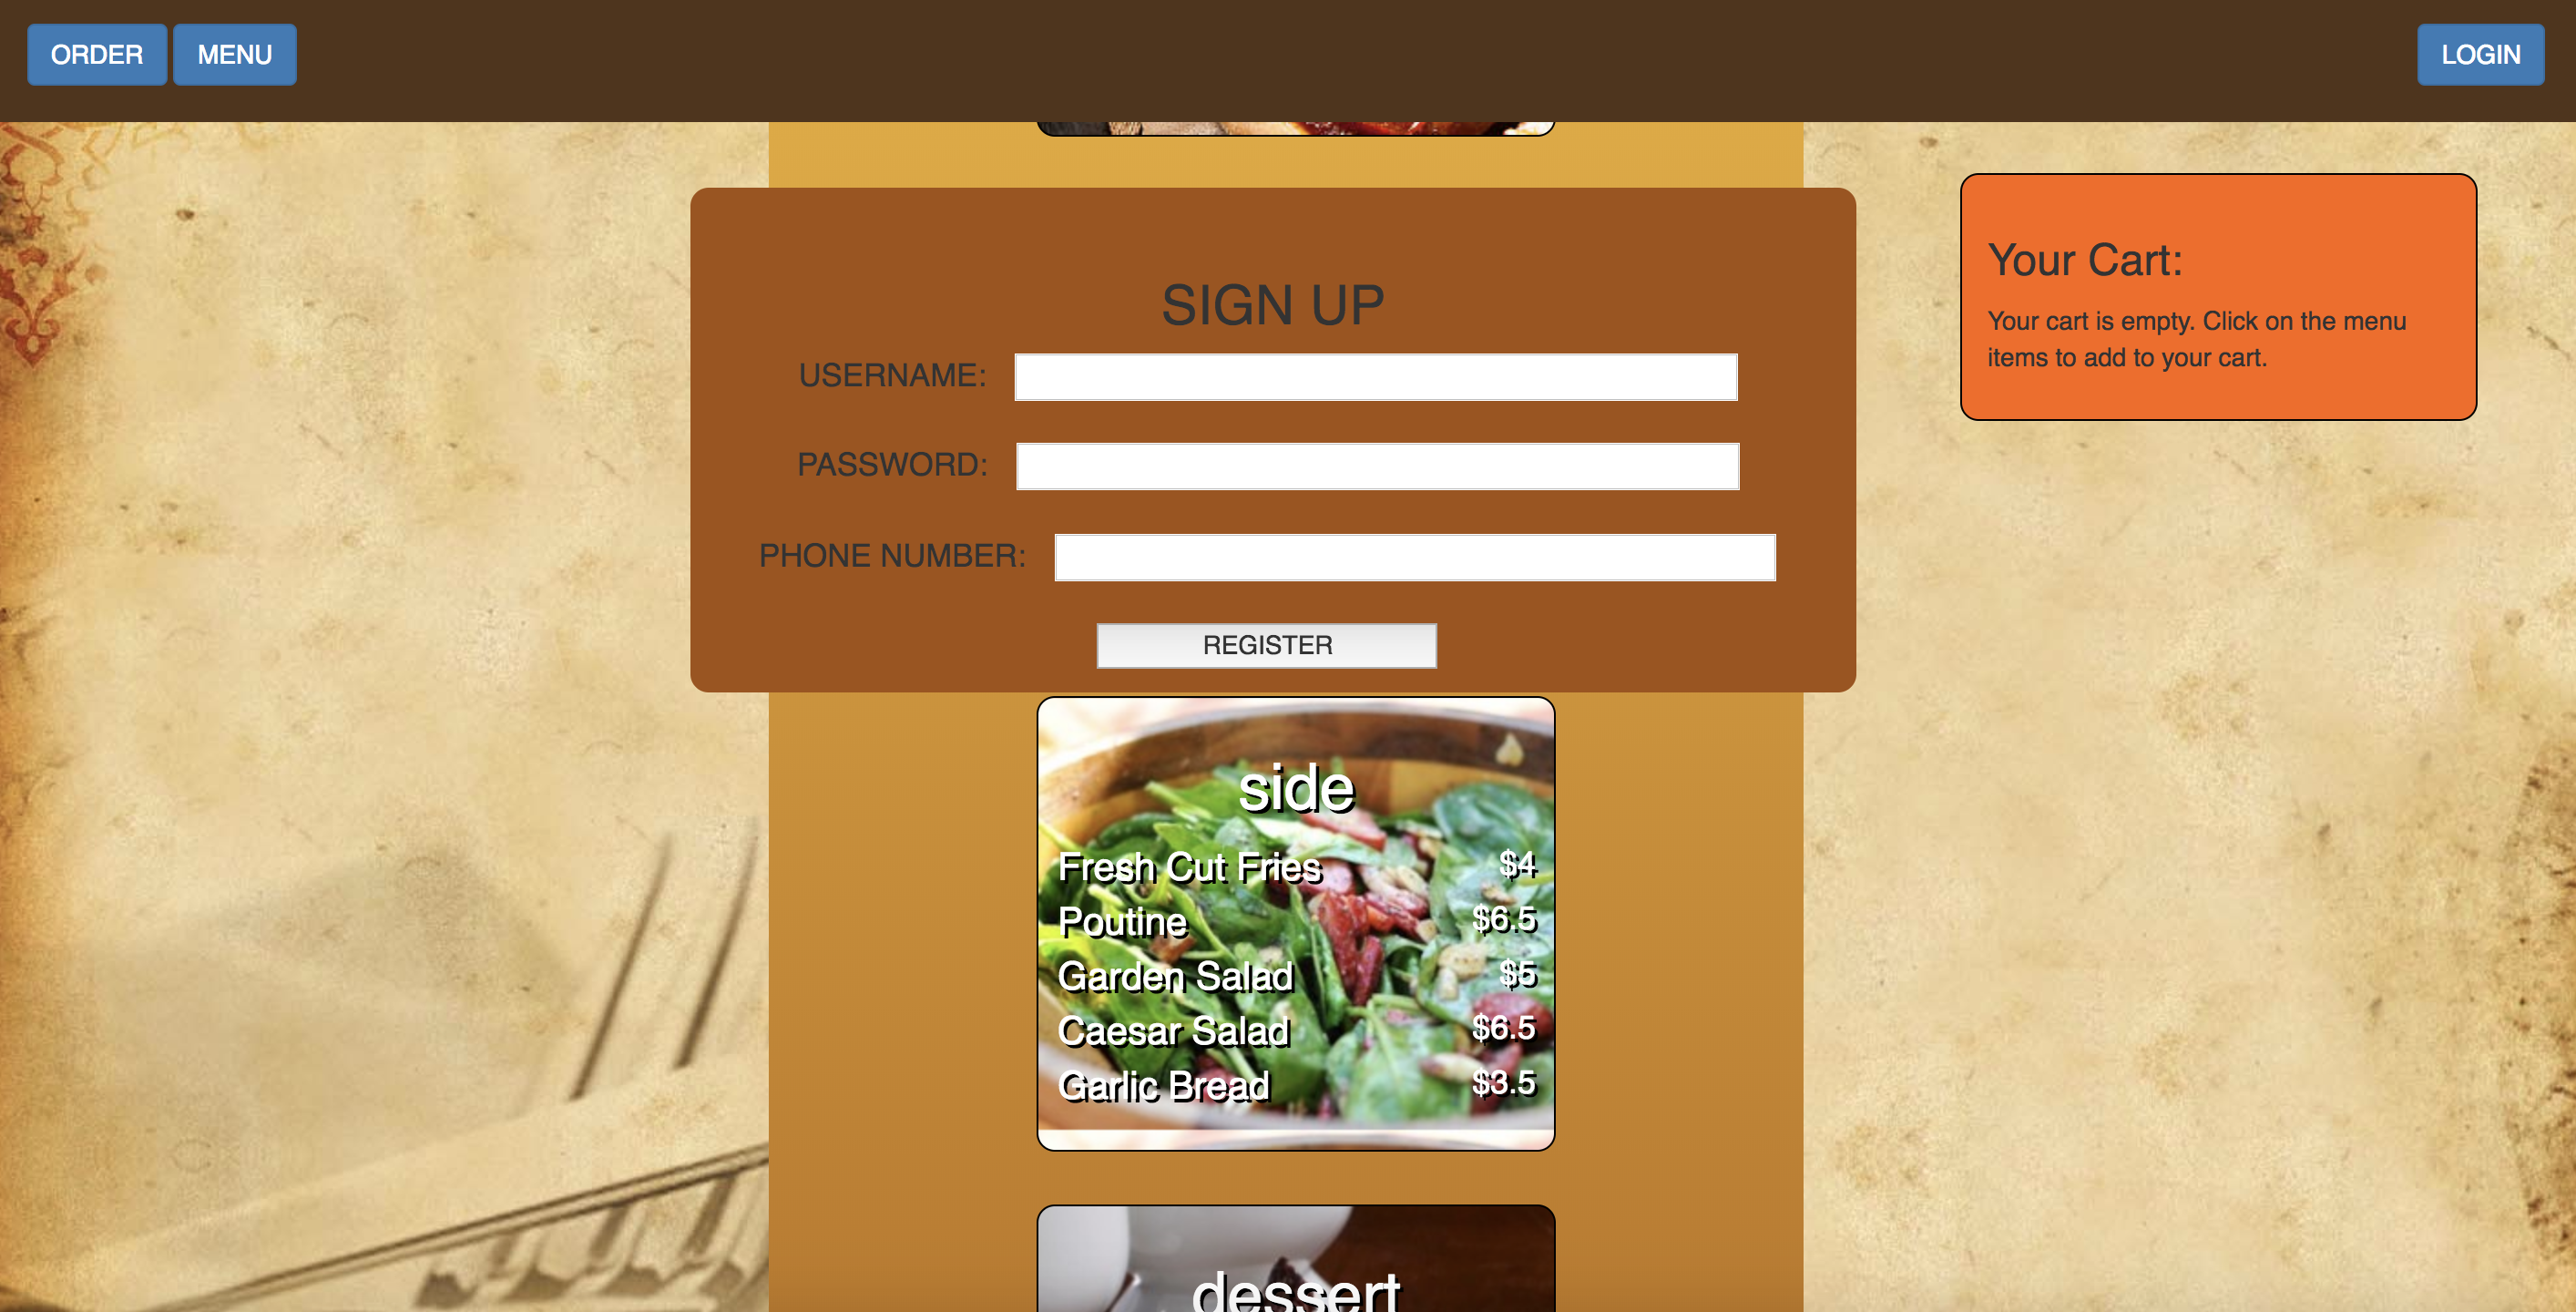 ORDER MENU LOGIN
SIGN UP
USERNAME:
PASSWORD:
PHONE NUMBER:
REGISTER
Your Cart:
Your cart is empty. Click on the menu
items to add to your cart.
side
Fresh Cut Fries $4
Poutine $6.5
Garden Salad $5
Caesar Salad $6.5
Garlic Bread $3.5
dessert